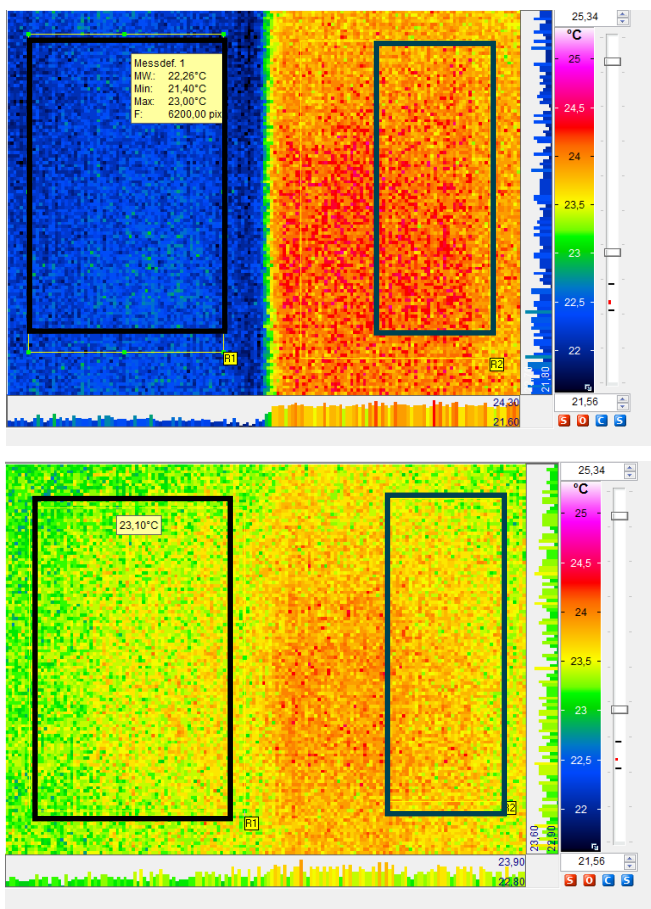 25,34
°C
Messdef. 1
MW.: 22,26°C
Min: 21,40°C
Max: 23,00°C
F: 6200,00 pix
25
24,5
24
23,5
23
22,5
22
R1
R2
21,80
24,30
21,60
21,56
S O C S
25,34
°C
23,10°C
25
24,5
24
23,5
23
22,5
22
R1
R2
23,60
22,90
23,90
22,80
21,56
S O C S